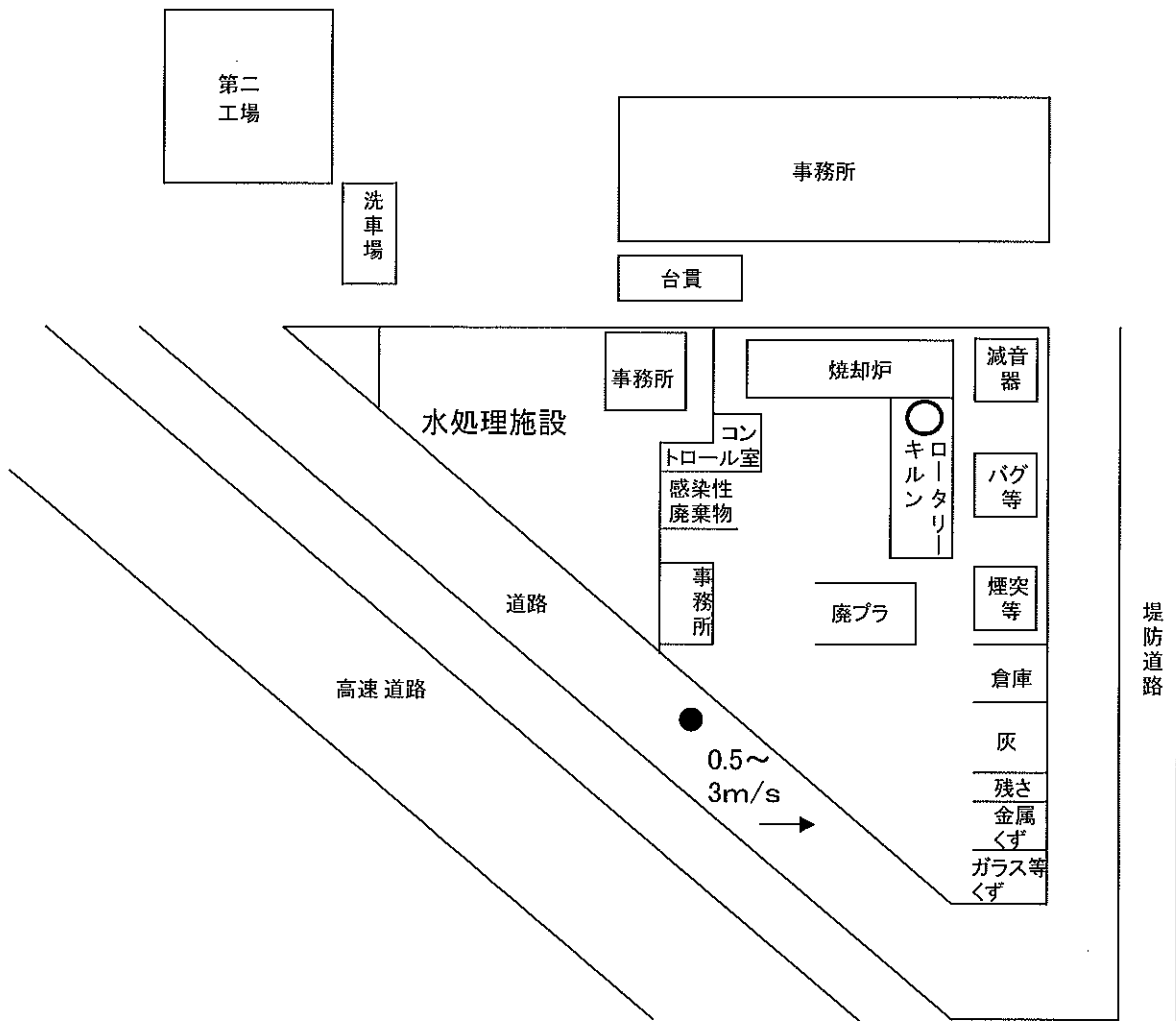 第二
工場
事務所
洗車場
台貫
事務所
焼却炉
減音
器
水処理施設
コン
トロール室
ロータリー
キルン
バグ
等
感染性
廃棄物
事務所
廃プラ
煙突
等
道路
堤防道路
高速道路
倉庫
灰
0.5～
3m/s
残さ
金属
くず
ガラス等
くず